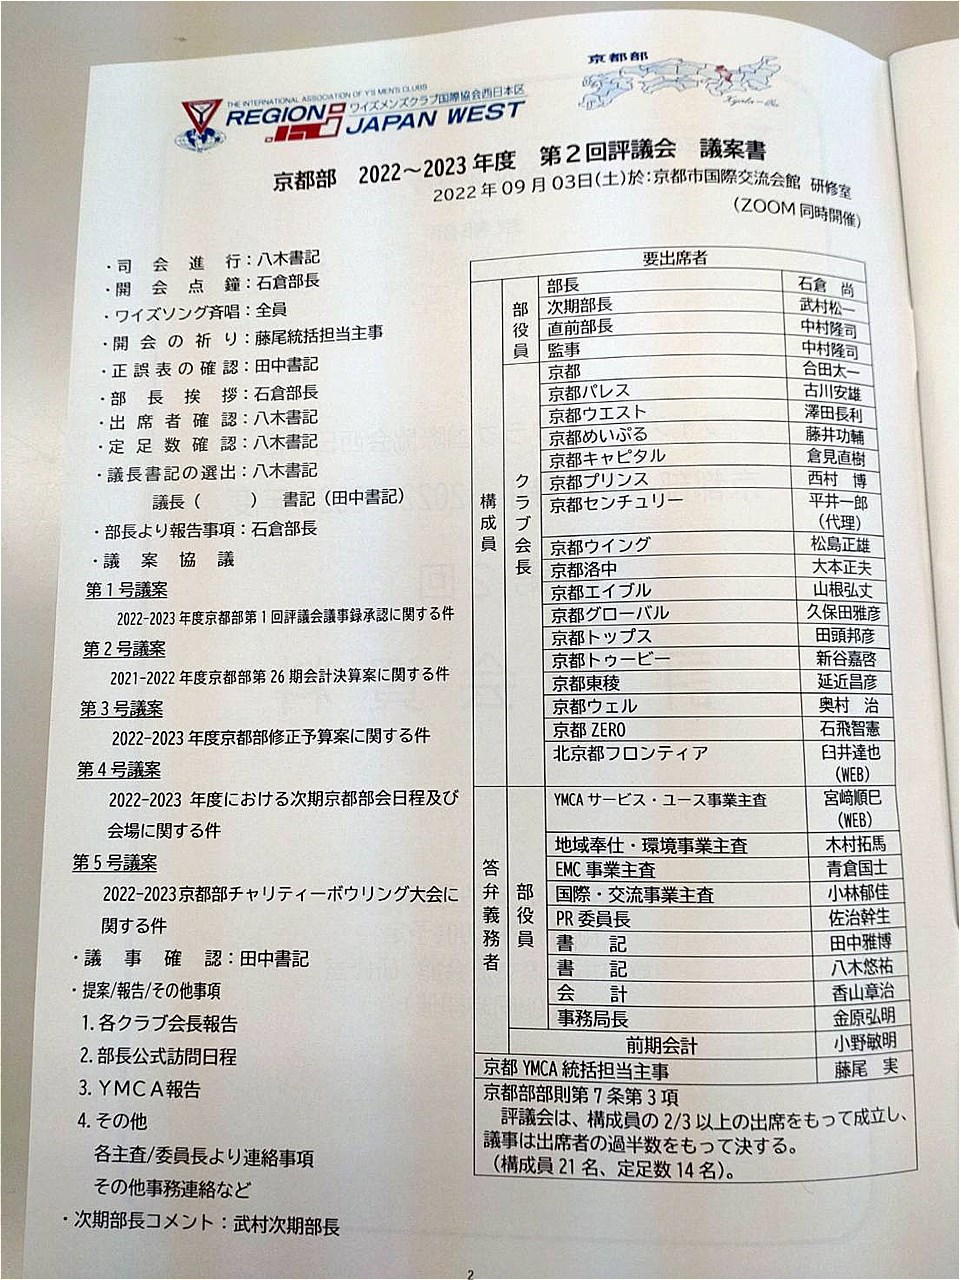 THE INTERNATIONAL ASSOCIATION OF Y'S MEN'S CLUBS
ワイズメンズクラブ国際協会西日本区
REGION JAPAN WEST
京都部
Kyoto-Bu
京都部 2022～2023年度 第2回評議会 議案書
2022年09月03日(土)於：京都市国際交流会館 研修室
（ZOOM同時開催）
・司会進行：八木書記
・開会点鐘：石倉部長
・ワイズソング斉唱：全員
・開会の祈り：藤尾統括担当主事
・正誤表の確認：田中書記
・部長挨拶：石倉部長
・出席者確認：八木書記
・定足数確認：八木書記
・議長書記の選出：八木書記
議長（　　　）書記（田中書記）
・部長より報告事項：石倉部長
・議案協議
第1号議案
2022-2023年度京都部第1回評議会議事録承認に関する件
第2号議案
2021-2022年度京都部第26期会計決算案に関する件
第3号議案
2022-2023年度京都部修正予算案に関する件
第4号議案
2022-2023 年度における次期京都部会日程及び
会場に関する件
第5号議案
2022-2023京都部チャリティーボウリング大会に
関する件
・議事確認：田中書記
・提案/報告/その他事項
1. 各クラブ会長報告
2. 部長公式訪問日程
3. YMCA報告
4. その他
各主査/委員長より連絡事項
その他事務連絡など
・次期部長コメント：武村次期部長
要出席者
構成員
部役員
部長 石倉 尚
次期部長 武村松一
直前部長 中村隆司
監事 中村隆司
クラブ会長
京都 合田太一
京都パレス 古川安雄
京都ウエスト 澤田長利
京都めいぷる 藤井功輔
京都キャピタル 倉見直樹
京都プリンス 西村 博
京都センチュリー 平井一郎
（代理）
京都ウイング 松島正雄
京都洛中 大本正夫
京都エイブル 山根弘丈
京都グローバル 久保田雅彦
京都トップス 田頭邦彦
京都トゥービー 新谷嘉啓
京都東稜 延近昌彦
京都ウェル 奥村 治
京都ZERO 石飛智憲
北京都フロンティア 臼井達也
（WEB）
答弁義務者
部役員
YMCAサービス・ユース事業主査 宮﨑順巳
（WEB）
地域奉仕・環境事業主査 木村拓馬
EMC事業主査 青倉国士
国際・交流事業主査 小林郁佳
PR委員長 佐治幹生
書記 田中雅博
書記 八木悠祐
会計 香山章治
事務局長 金原弘明
前期会計 小野敏明
京都YMCA統括担当主事 藤尾 実
京都部部則第7条第3項
評議会は、構成員の2/3以上の出席をもって成立し、
議事は出席者の過半数をもって決する。
（構成員21名、定足数14名）。
2